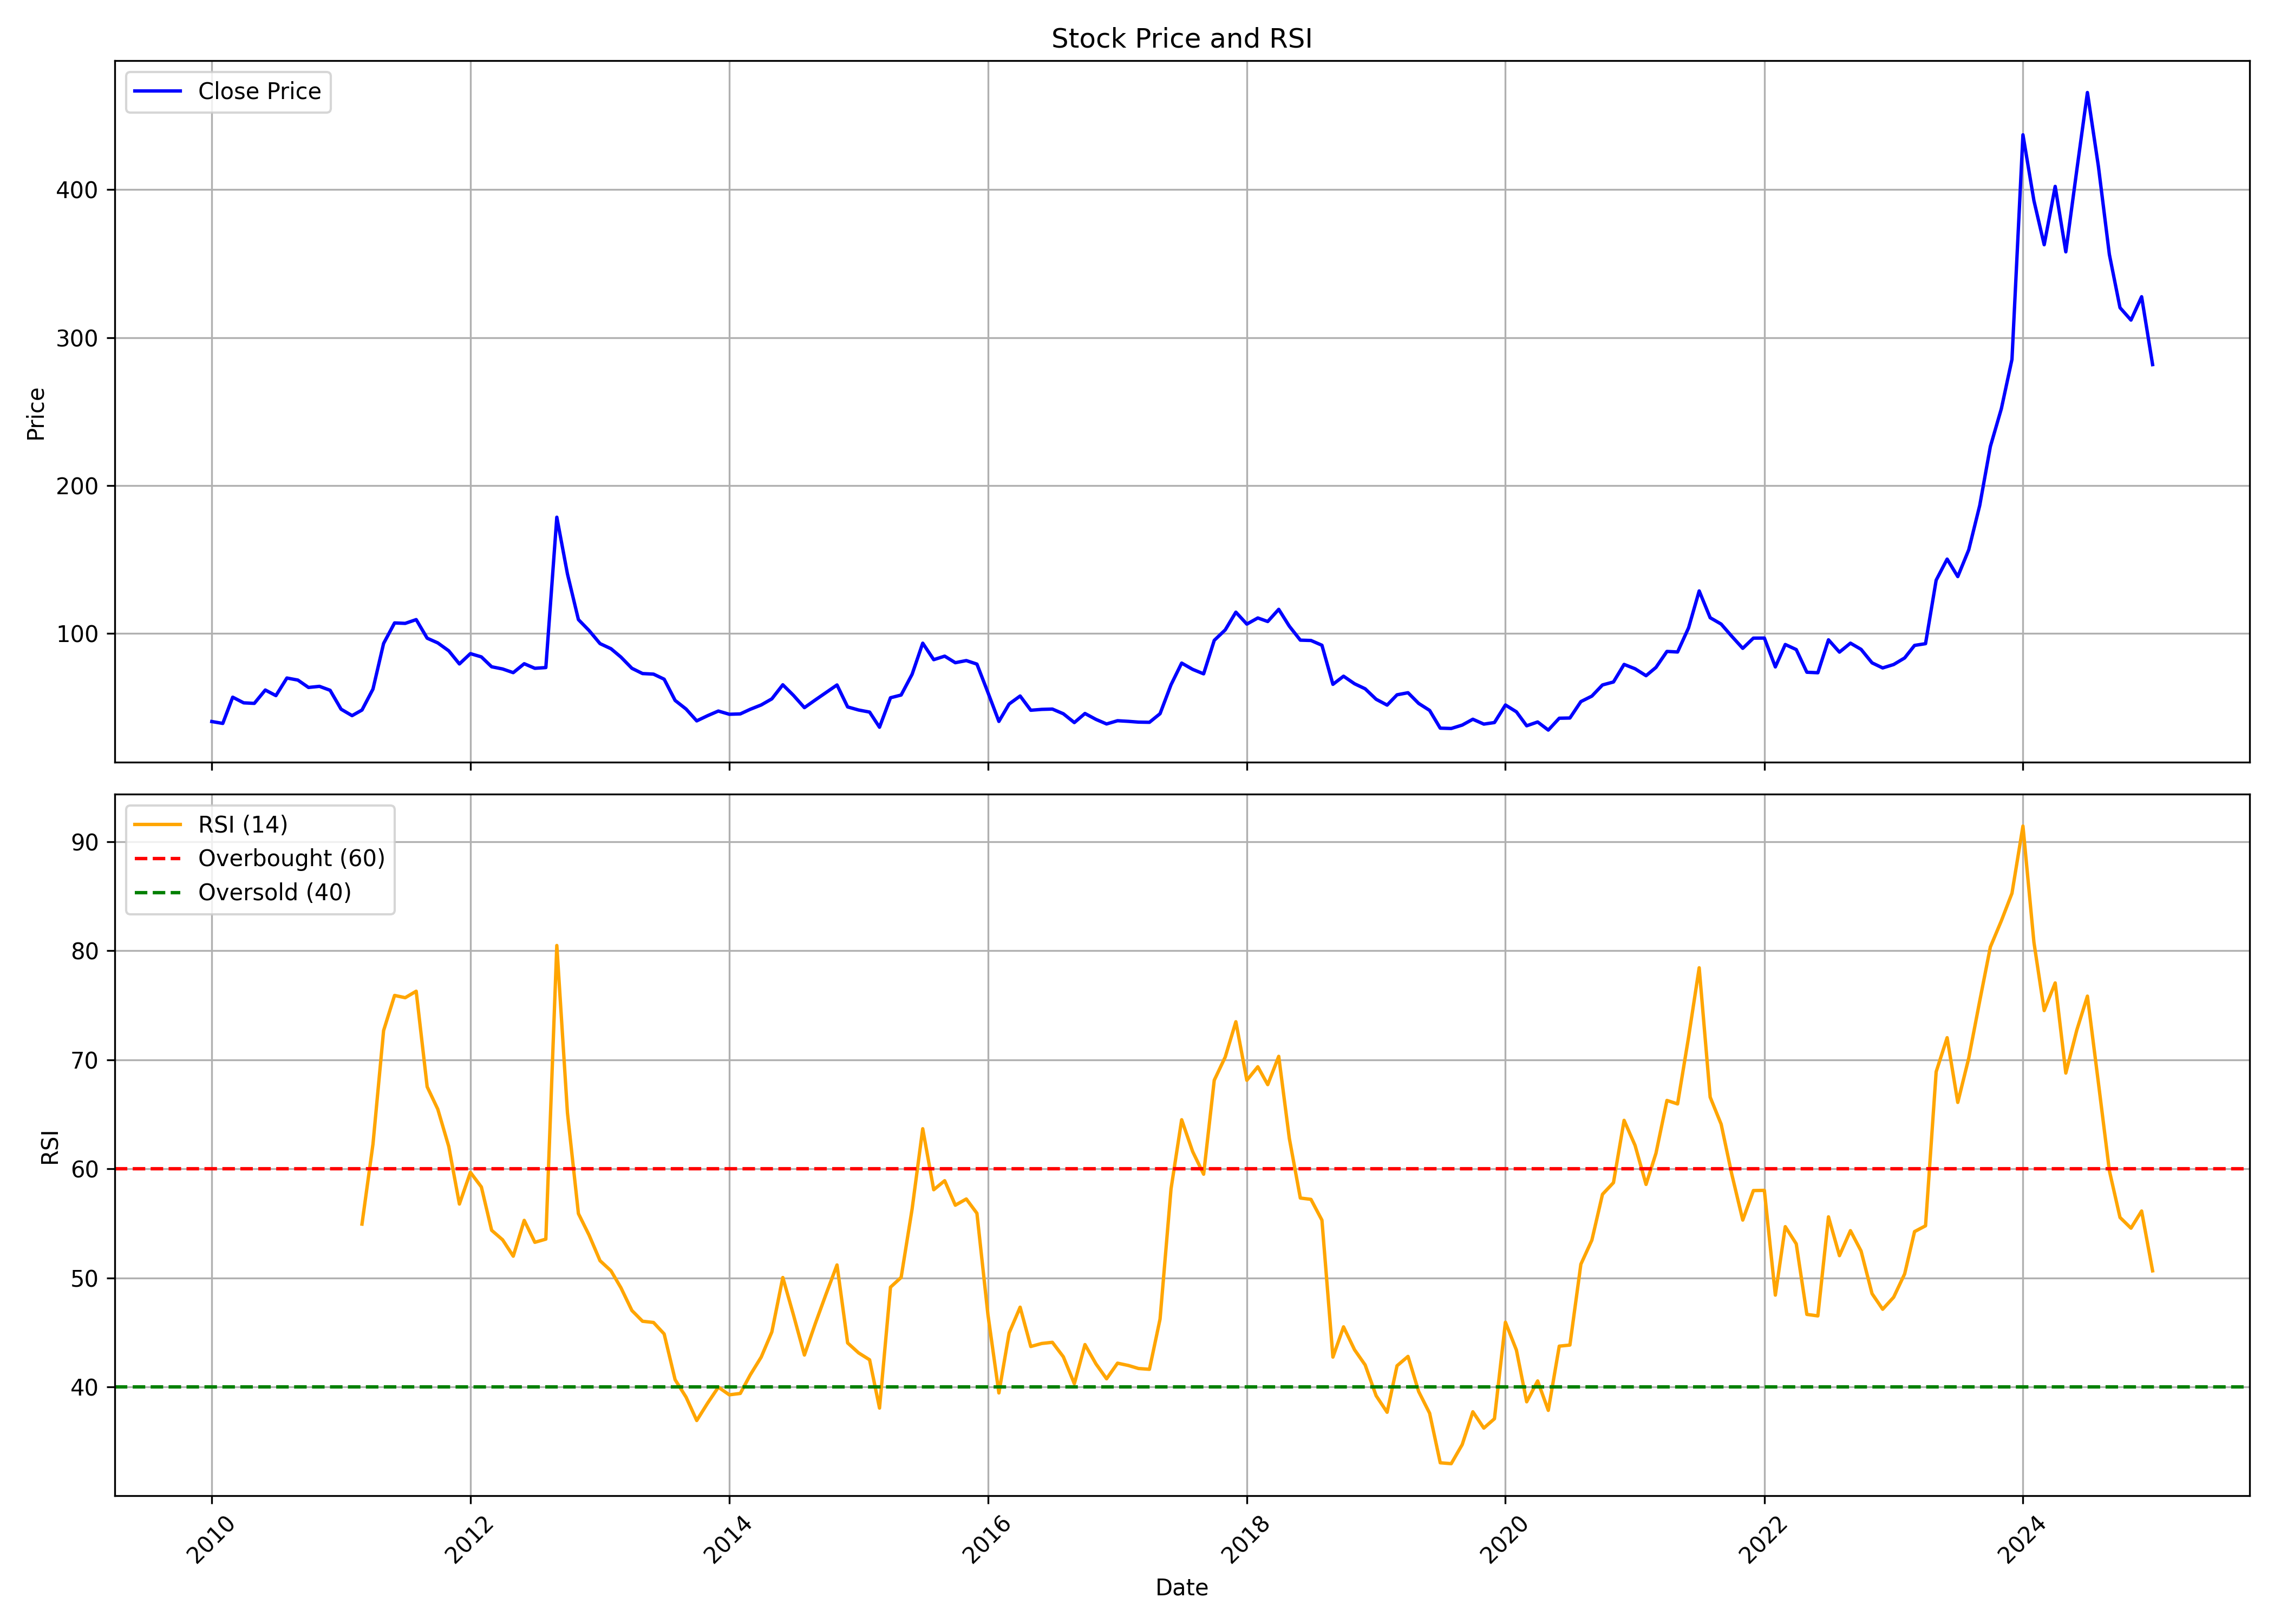 Stock Price and RSI
Close Price
400
300
200
100
Price
RSI (14)
Overbought (60)
Oversold (40)
90
80
70
60
50
40
RSI
2010
2012
2014
2016
2018
2020
2022
2024
Date